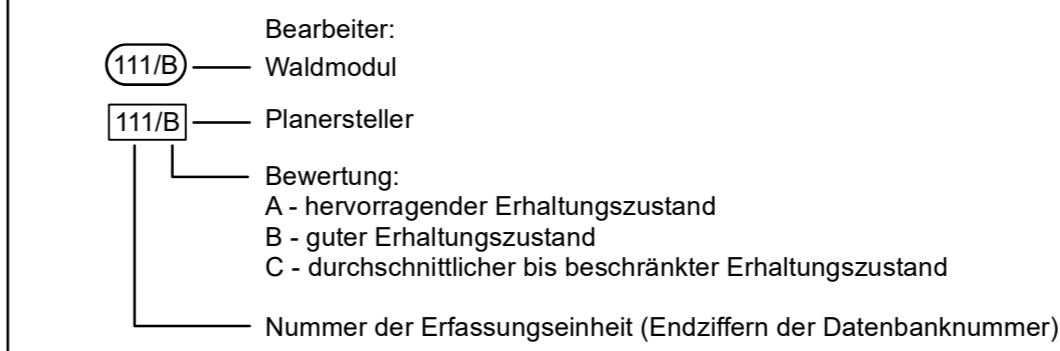 Bearbeiter:
111/B Waldmodul
111/B Planersteller
Bewertung:
A - hervorragender Erhaltungszustand
B - guter Erhaltungszustand
C - durchschnittlicher bis beschränkter Erhaltungszustand
Nummer der Erfassungseinheit (Endziffern der Datenbanknummer)